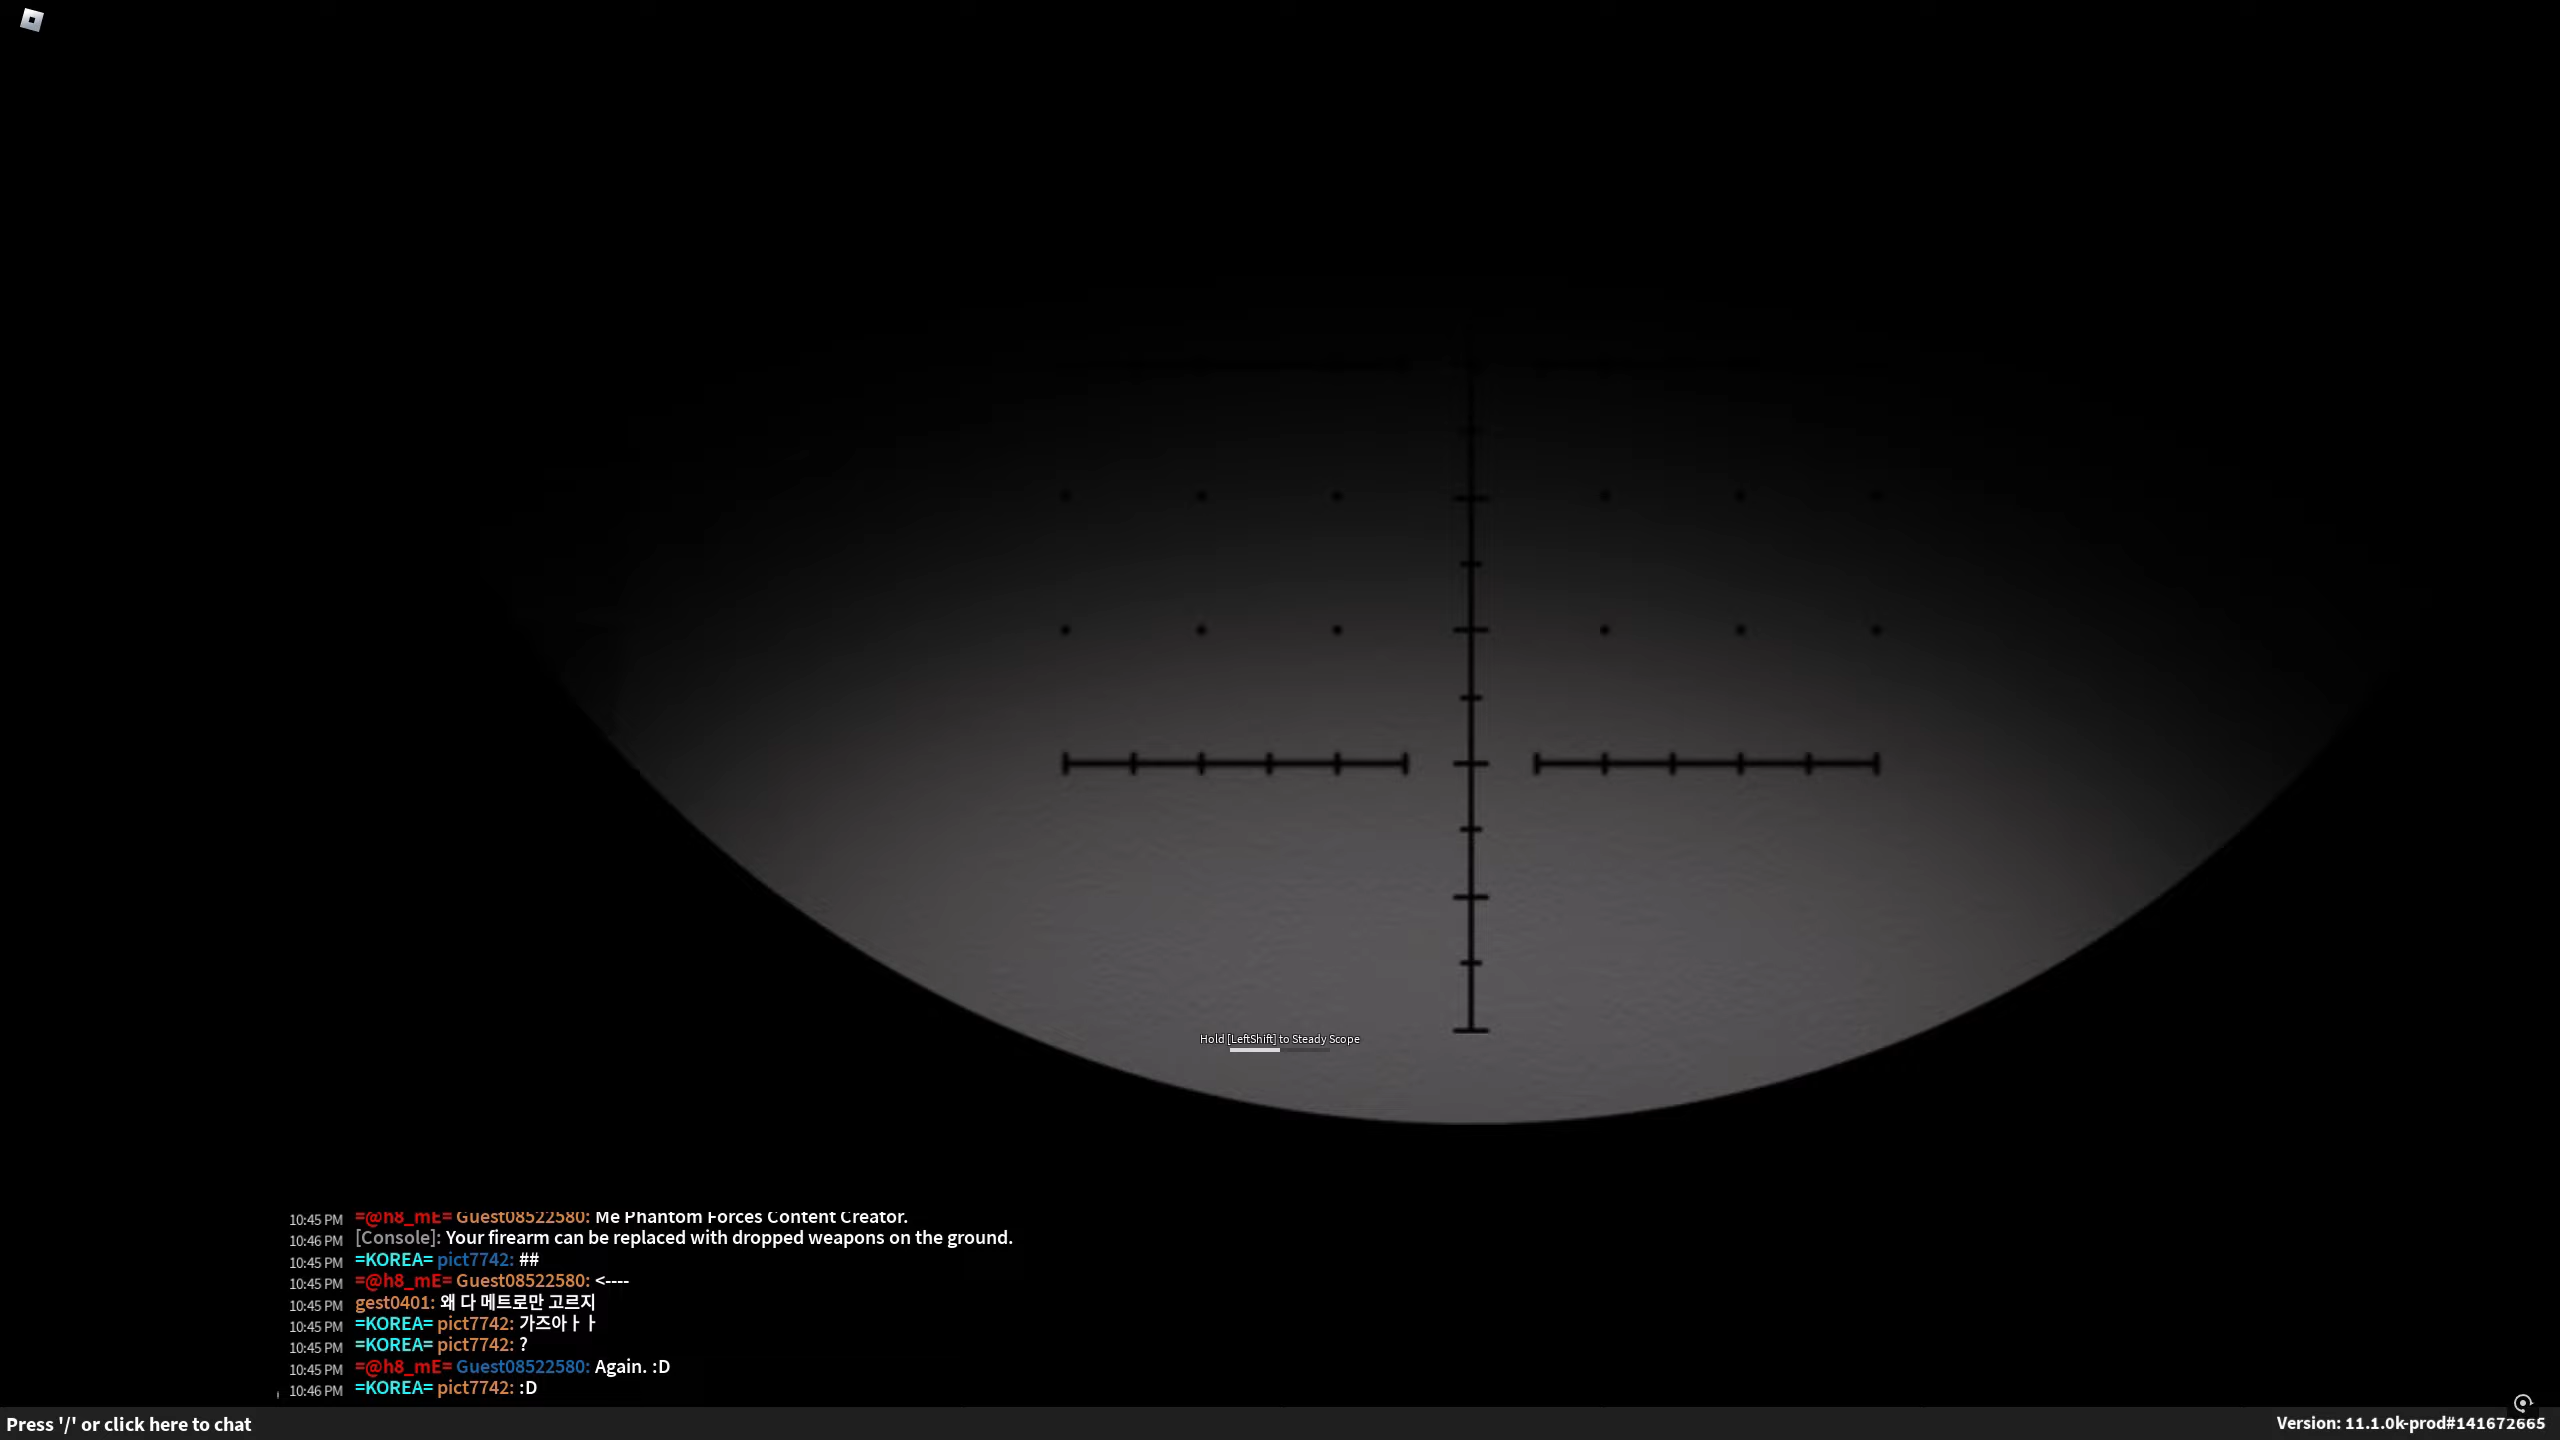 Hold [LeftShift] to Steady Scope
10:45 PM =@h8_mE= Guest08522580: Me Phantom Forces Content Creator.
10:46 PM [Console]: Your firearm can be replaced with dropped weapons on the ground.
10:45 PM =KOREA= pict7742: ##
10:45 PM =@h8_mE= Guest08522580: <----
10:45 PM gest0401: 왜 다 메트로만 고르지
10:45 PM =KOREA= pict7742: 가즈아ㅏㅏ
10:45 PM =KOREA= pict7742: ?
10:45 PM =@h8_mE= Guest08522580: Again. :D
10:46 PM =KOREA= pict7742: :D
Press '/' or click here to chat
Version: 11.1.0k-prod#141672665